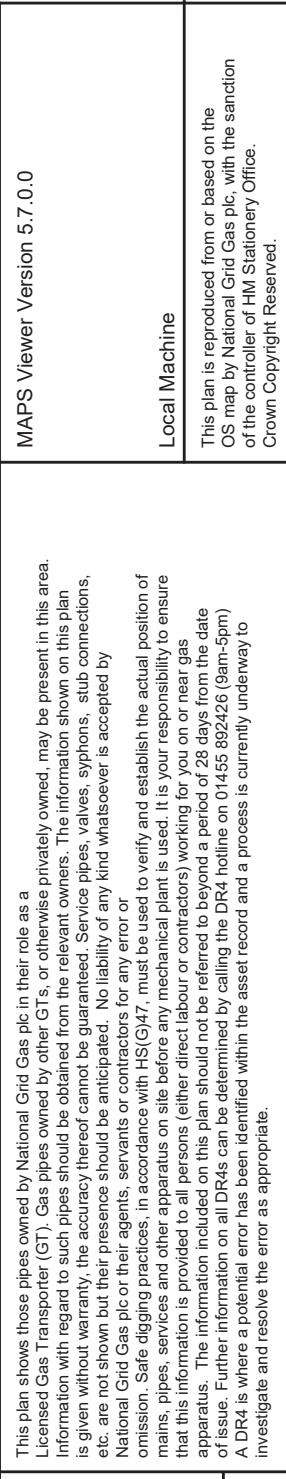 This plan shows those pipes owned by National Grid Gas plc in their role as a
Licensed Gas Transporter (GT). Gas pipes owned by other GTs, or otherwise privately owned, may be present in this area.
Information with regard to such pipes should be obtained from the relevant owners. The information shown on this plan
is given without warranty, the accuracy thereof cannot be guaranteed. Service pipes, valves, syphons, stub connections,
etc. are not shown but their presence should be anticipated. No liability of any kind whatsoever is accepted by
National Grid Gas plc or their agents, servants or contractors for any error or
omission. Safe digging practices, in accordance with HS(G)47, must be used to verify and establish the actual position of
mains, pipes, services and other apparatus on site before any mechanical plant is used. It is your responsibility to ensure
that this information is provided to all persons (either direct labour or contractors) working for you on or near gas
apparatus. The information included on this plan should not be referred to beyond a period of 28 days from the date
of issue. Further information on all DR4s can be determined by calling the DR4 hotline on 01455 892426 (9am-5pm)
A DR4 is where a potential error has been identified within the asset record and a process is currently underway to
investigate and resolve the error as appropriate.
MAPS Viewer Version 5.7.0.0
Local Machine
This plan is reproduced from or based on the
OS map by National Grid Gas plc, with the sanction
of the controller of HM Stationery Office.
Crown Copyright Reserved.